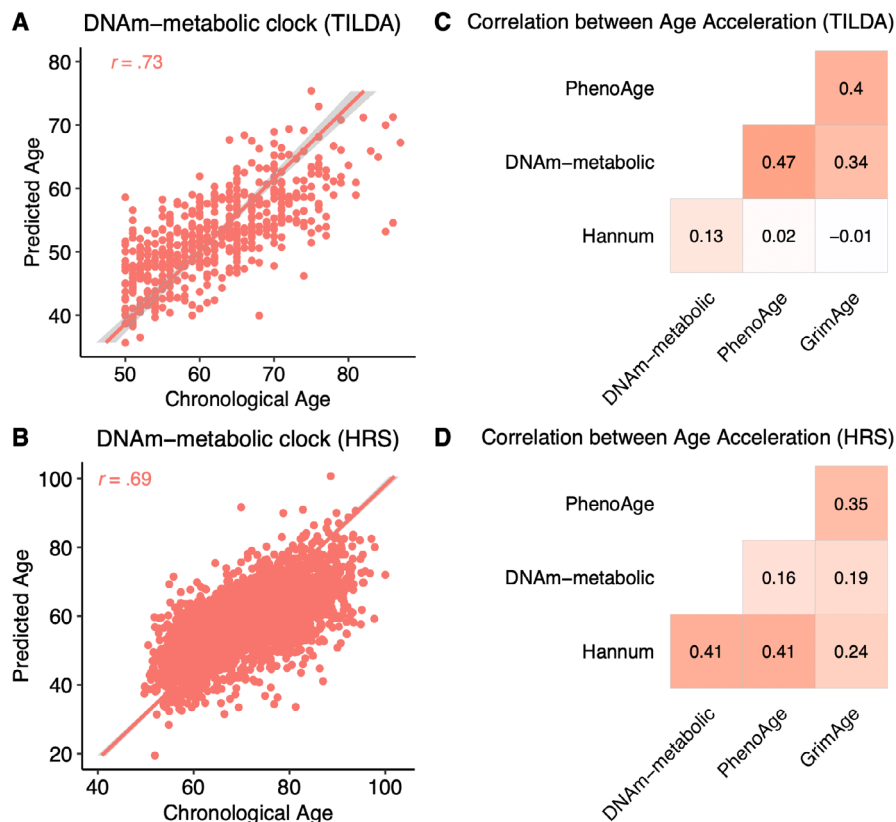 A
DNAm−metabolic clock (TILDA)
r = .73
80
70
60
50
40
Predicted Age
50
60
70
80
Chronological Age
B
DNAm−metabolic clock (HRS)
r = .69
100
80
60
40
20
Predicted Age
40
60
80
100
Chronological Age
C
Correlation between Age Acceleration (TILDA)
PhenoAge
0.4
DNAm−metabolic
0.47
0.34
Hannum
0.13
0.02
−0.01
DNAm−metabolic
PhenoAge
GrimAge
D
Correlation between Age Acceleration (HRS)
PhenoAge
0.35
DNAm−metabolic
0.16
0.19
Hannum
0.41
0.41
0.24
DNAm−metabolic
PhenoAge
GrimAge